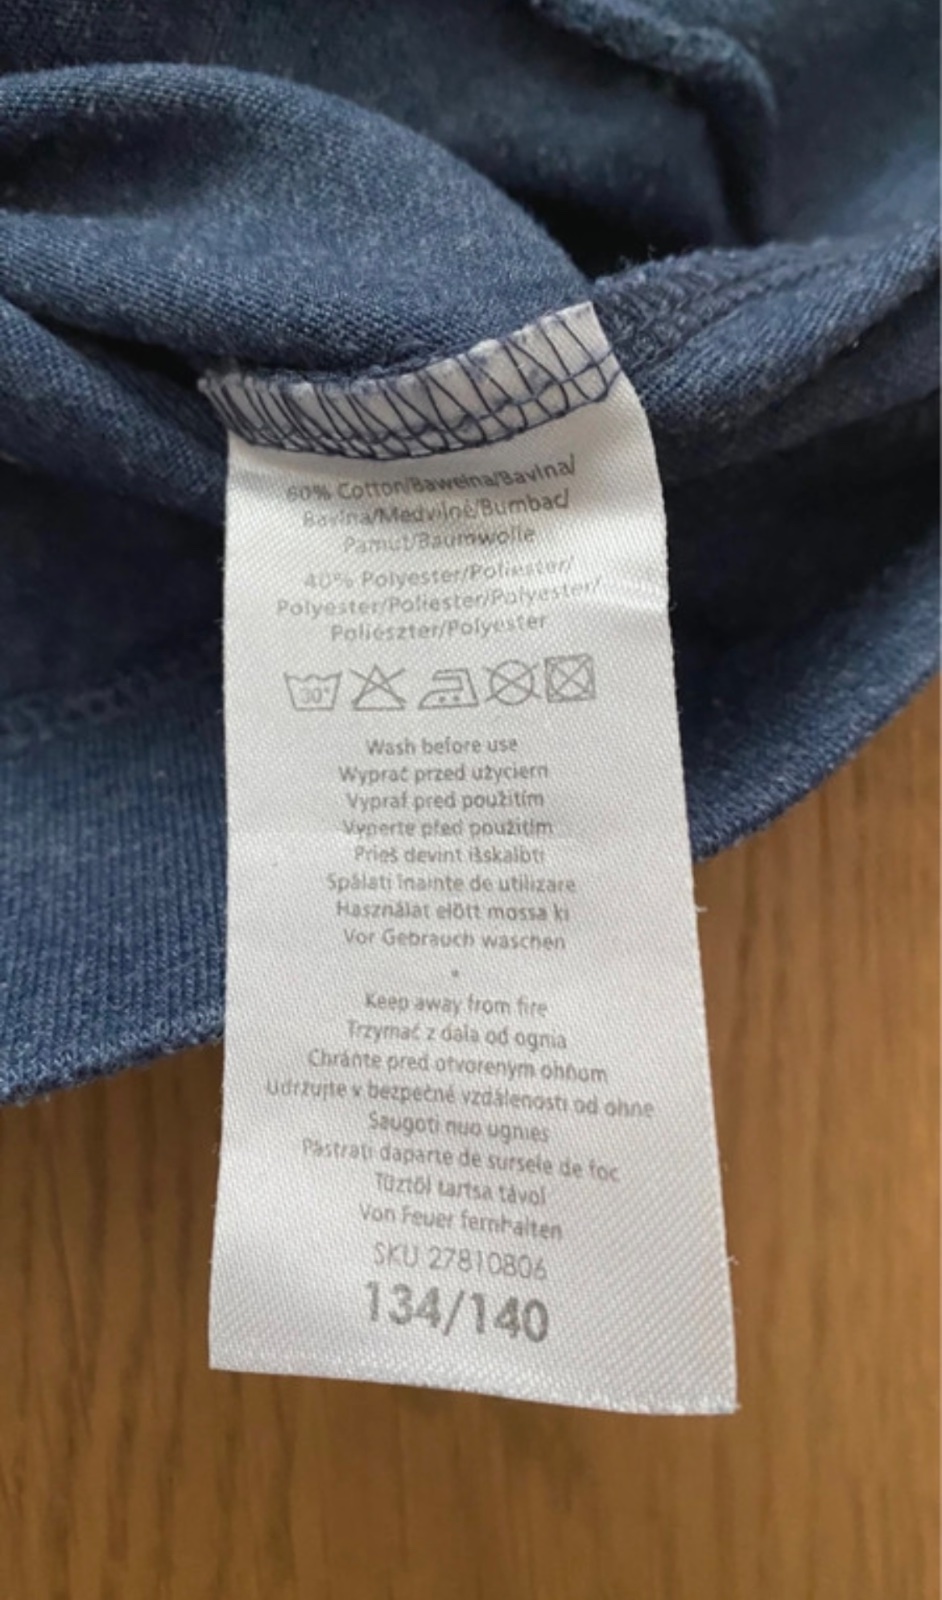 60% Cotton/Bawełna/Bavlna/
Bavlna/Medvilnė/Bumbac/
Pamut/Baumwolle
40% Polyester/Poliester/
Polyester/Poliester/Polyester/
Poliészter/Polyester
30°
Wash before use
Wyprać przed użyciem
Vyprať pred použitím
Vyperte před použitím
Prieš dėvint išskalbti
Spălați înainte de utilizare
Használat előtt mossa ki
Vor Gebrauch waschen
•
Keep away from fire
Trzymać z dala od ognia
Chráňte pred otvoreným ohňom
Udržujte v bezpečné vzdálenosti od ohně
Saugoti nuo ugnies
Păstrați daparte de sursele de foc
Tűztől tartsa távol
Von Feuer fernhalten
SKU 27810806
134/140